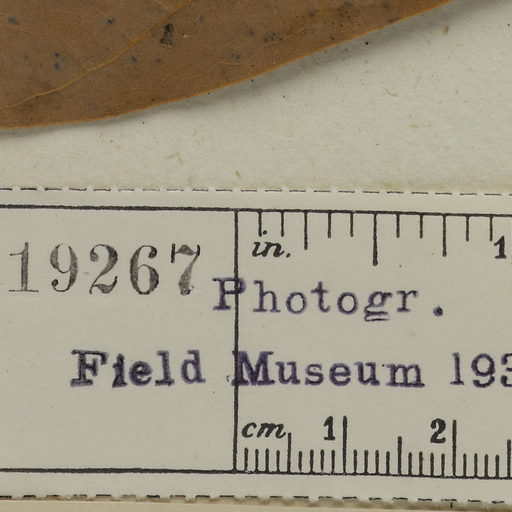 in. 1
19267
Photogr.
Field Museum 193
cm 1 2